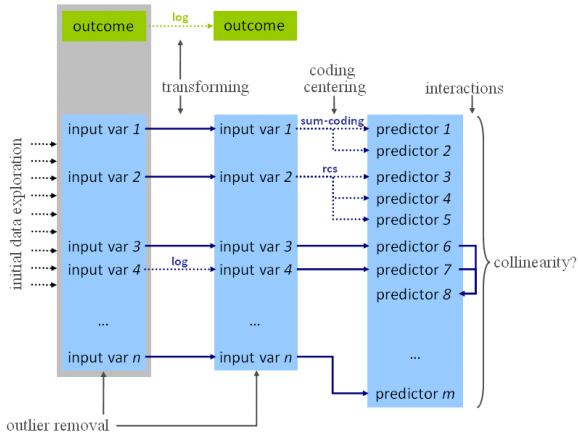 outcome
log
outcome
transforming
coding
centering
interactions
initial data exploration
input var 1
input var 2
input var 3
input var 4
...
input var n
log
input var 1
input var 2
input var 3
input var 4
...
input var n
sum-coding
rcs
predictor 1
predictor 2
predictor 3
predictor 4
predictor 5
predictor 6
predictor 7
predictor 8
...
predictor m
collinearity?
outlier removal